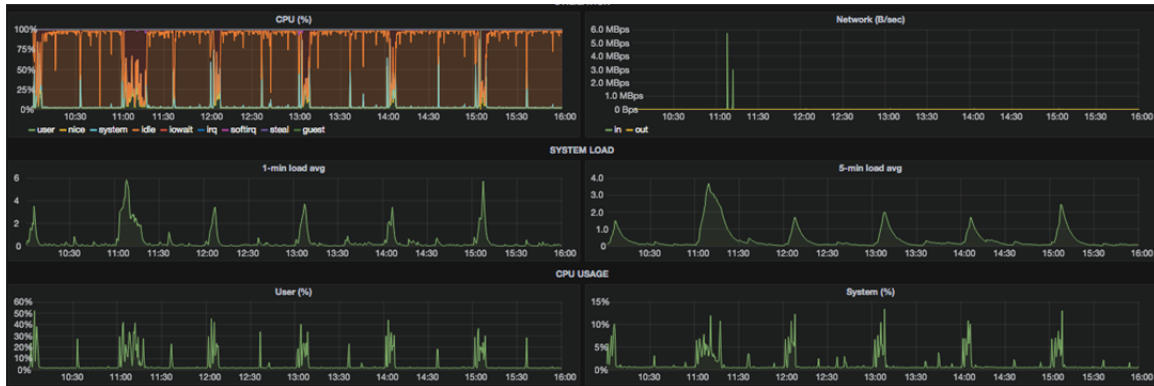 CPU (%)
100%
75%
50%
25%
0%
10:30 11:00 11:30 12:00 12:30 13:00 13:30 14:00 14:30 15:00 15:30 16:00
user nice system idle iowait irq softirq steal guest
Network (B/sec)
6.0 MBps
5.0 MBps
4.0 MBps
3.0 MBps
2.0 MBps
1.0 MBps
0 Bps
10:30 11:00 11:30 12:00 12:30 13:00 13:30 14:00 14:30 15:00 15:30 16:00
in out
SYSTEM LOAD
1-min load avg
6
4
2
0
10:30 11:00 11:30 12:00 12:30 13:00 13:30 14:00 14:30 15:00 15:30 16:00
5-min load avg
4.0
3.0
2.0
1.0
0
10:30 11:00 11:30 12:00 12:30 13:00 13:30 14:00 14:30 15:00 15:30 16:00
CPU USAGE
User (%)
60%
50%
40%
30%
20%
10%
0%
10:30 11:00 11:30 12:00 12:30 13:00 13:30 14:00 14:30 15:00 15:30 16:00
System (%)
15%
10%
5%
0%
10:30 11:00 11:30 12:00 12:30 13:00 13:30 14:00 14:30 15:00 15:30 16:00